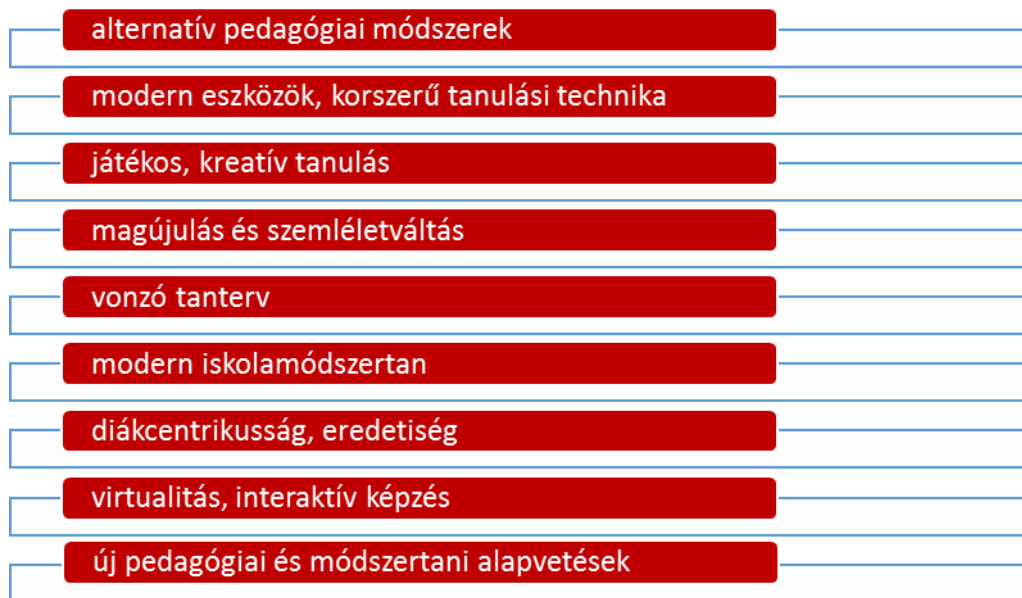 alternatív pedagógiai módszerek
modern eszközök, korszerű tanulási technika
játékos, kreatív tanulás
magújulás és szemléletváltás
vonzó tanterv
modern iskolamódszertan
diákcentrikusság, eredetiség
virtualitás, interaktív képzés
új pedagógiai és módszertani alapvetések